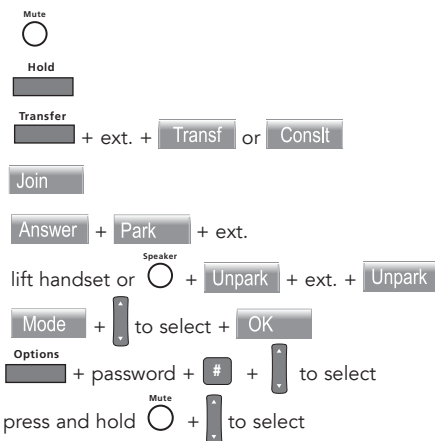 Mute
Hold
Transfer
+ ext. + Transf or Conslt
Join
Answer + Park + ext.
Speaker
lift handset or + Unpark + ext. + Unpark
Mode + to select + OK
Options
+ password + # + to select
Mute
press and hold + to select